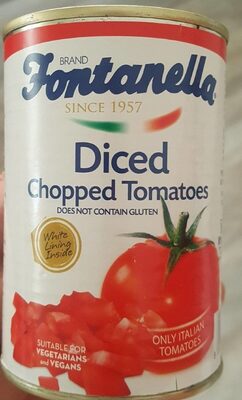 BRAND
Fontanella
SINCE 1957
Diced
Chopped Tomatoes
DOES NOT CONTAIN GLUTEN
White
Lining
Inside
ONLY ITALIAN
TOMATOES
SUITABLE FOR
VEGETARIANS
AND VEGANS